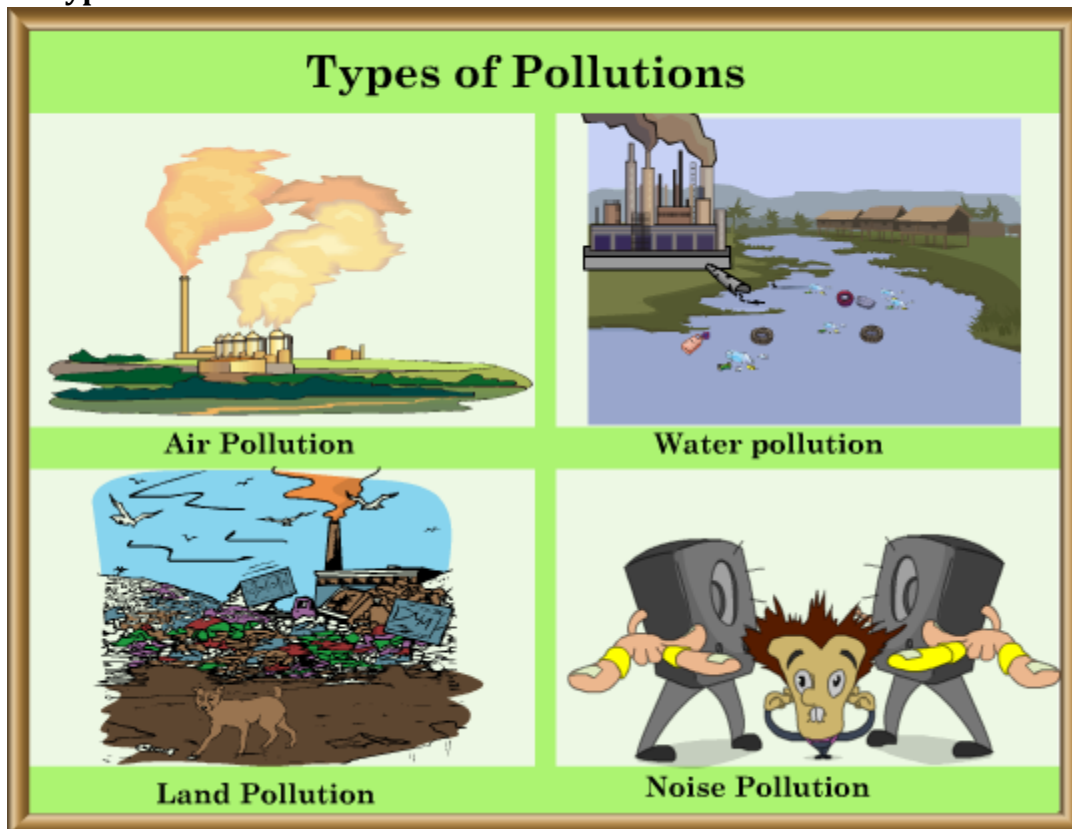 Types of Pollutions
Air Pollution
Water pollution
Land Pollution
Noise Pollution